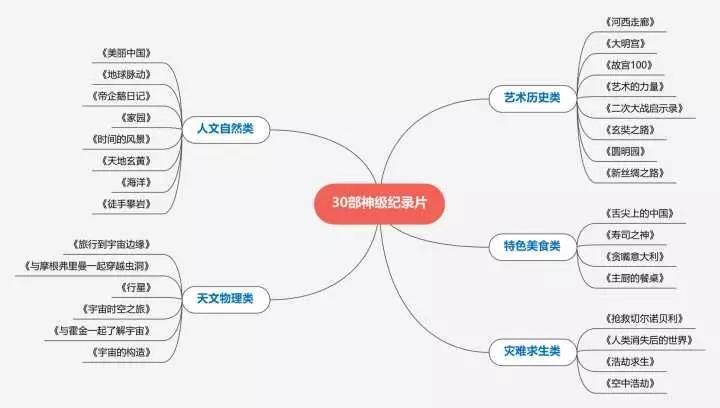 30部神级纪录片
人文自然类
《美丽中国》
《地球脉动》
《帝企鹅日记》
《家园》
《时间的风景》
《天地玄黄》
《海洋》
《徒手攀岩》
天文物理类
《旅行到宇宙边缘》
《与摩根弗里曼一起穿越虫洞》
《行星》
《宇宙时空之旅》
《与霍金一起了解宇宙》
《宇宙的构造》
艺术历史类
《河西走廊》
《大明宫》
《故宫100》
《艺术的力量》
《二次大战启示录》
《玄奘之路》
《圆明园》
《新丝绸之路》
特色美食类
《舌尖上的中国》
《寿司之神》
《贪嘴意大利》
《主厨的餐桌》
灾难求生类
《抢救切尔诺贝利》
《人类消失后的世界》
《浩劫求生》
《空中浩劫》